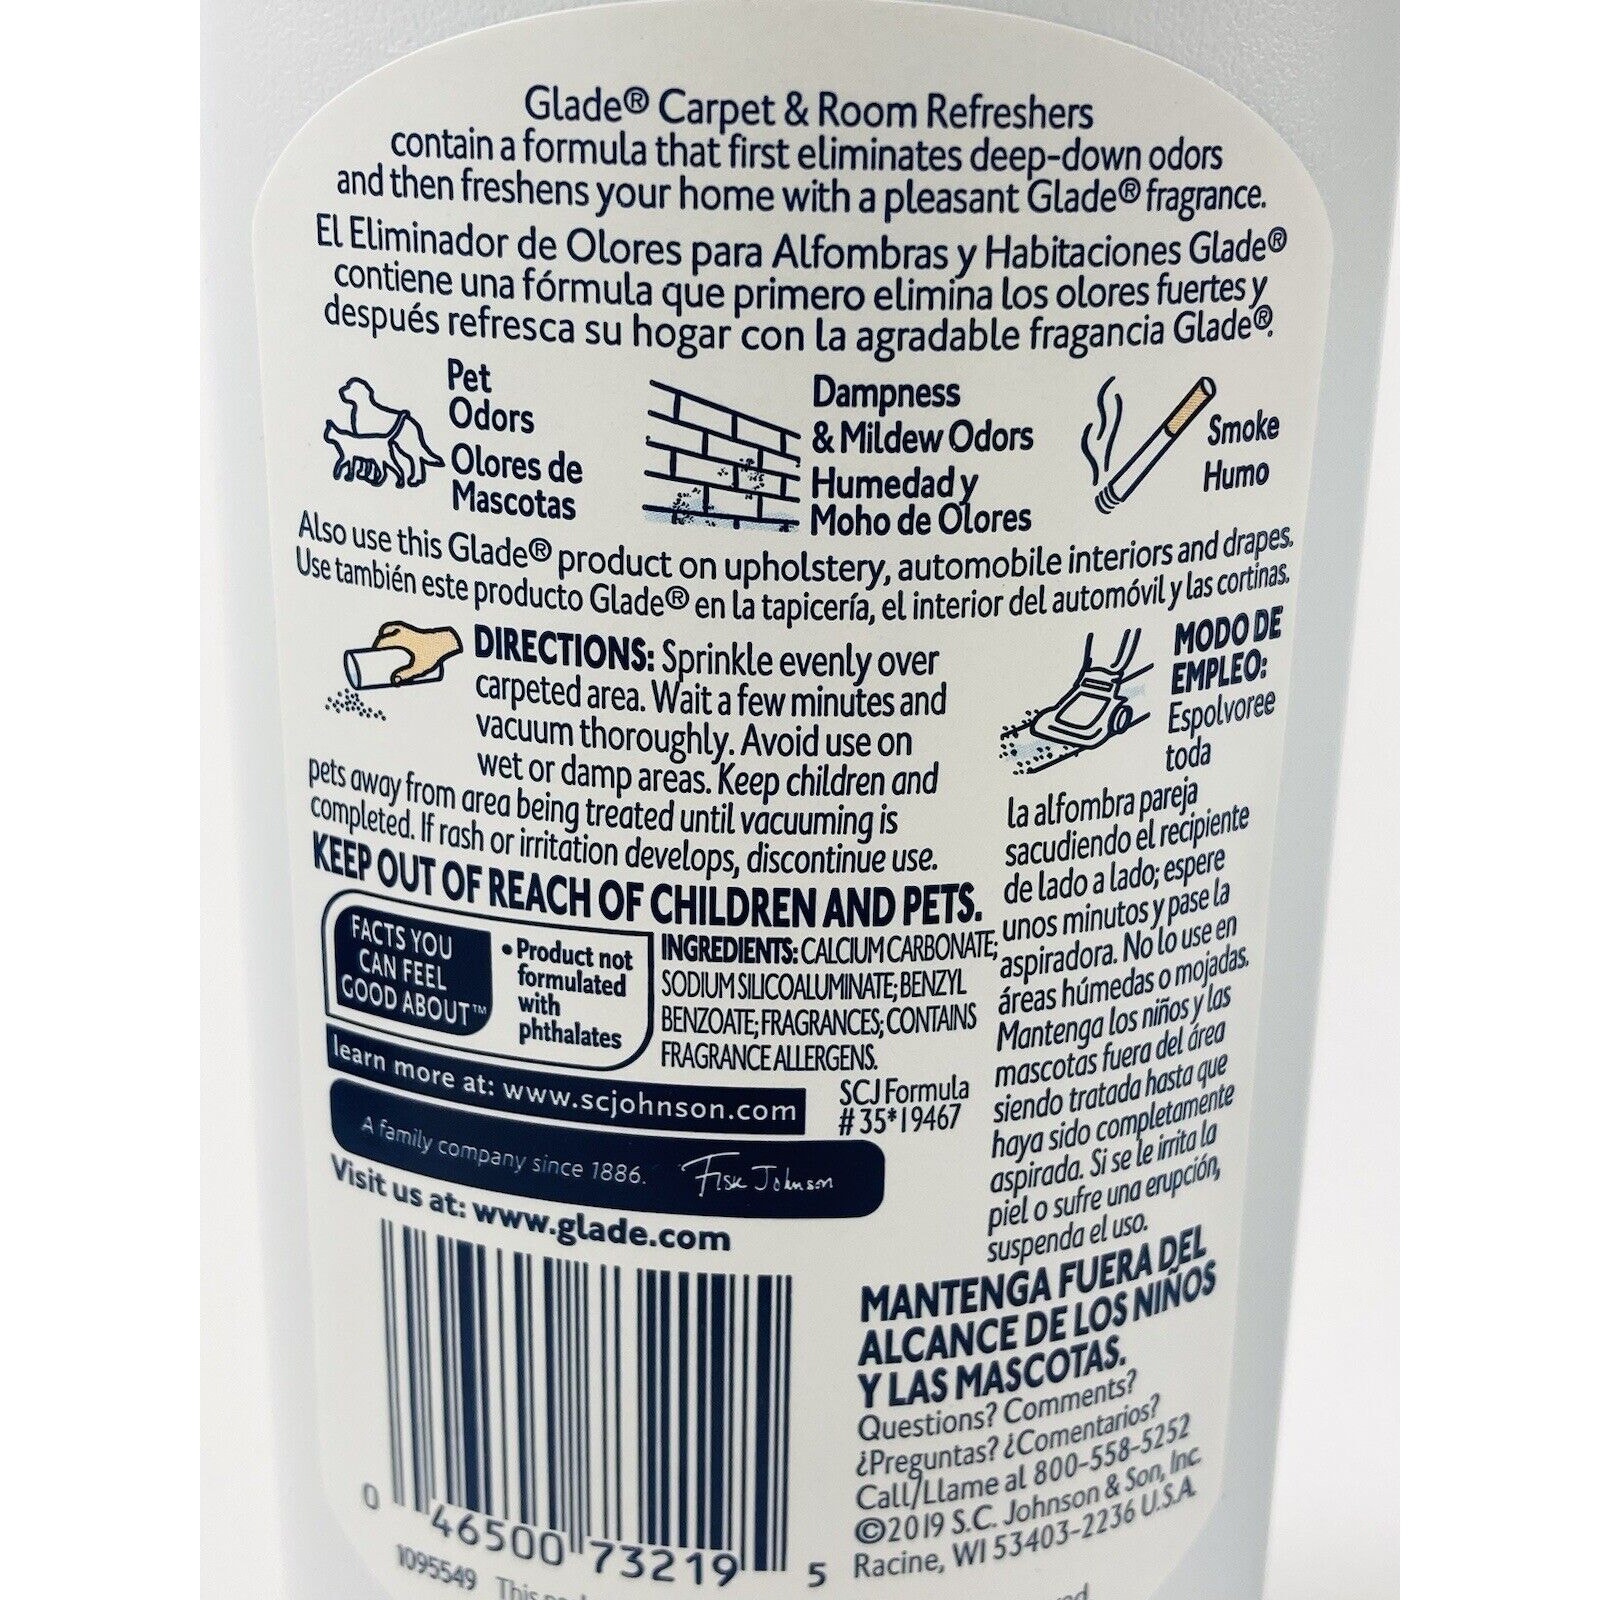 Glade® Carpet & Room Refreshers
contain a formula that first eliminates deep-down odors
and then freshens your home with a pleasant Glade® fragrance.
El Eliminador de Olores para Alfombras y Habitaciones Glade®
contiene una fórmula que primero elimina los olores fuertes y
después refresca su hogar con la agradable fragancia Glade®.
Pet
Odors
Olores de
Mascotas
Dampness
& Mildew Odors
Humedad y
Moho de Olores
Smoke
Humo
Also use this Glade® product on upholstery, automobile interiors and drapes.
Use también este producto Glade® en la tapicería, el interior del automóvil y las cortinas.
DIRECTIONS: Sprinkle evenly over
carpeted area. Wait a few minutes and
vacuum thoroughly. Avoid use on
wet or damp areas. Keep children and
pets away from area being treated until vacuuming is
completed. If rash or irritation develops, discontinue use.
KEEP OUT OF REACH OF CHILDREN AND PETS.
FACTS YOU
CAN FEEL
GOOD ABOUT™
• Product not
formulated
with
phthalates
INGREDIENTS: CALCIUM CARBONATE;
SODIUM SILICOALUMINATE; BENZYL
BENZOATE; FRAGRANCES; CONTAINS
FRAGRANCE ALLERGENS.
learn more at: www.scjohnson.com
SCJ Formula
# 35*19467
A family company since 1886. Fisk Johnson
Visit us at: www.glade.com
0 46500 73219 5
1095549
MODO DE
EMPLEO:
Espolvoree
toda
la alfombra pareja
sacudiendo el recipiente
de lado a lado; espere
unos minutos y pase la
aspiradora. No lo use en
áreas húmedas o mojadas.
Mantenga los niños y las
mascotas fuera del área
siendo tratada hasta que
haya sido completamente
aspirada. Si se le irrita la
piel o sufre una erupción,
suspenda el uso.
MANTENGA FUERA DEL
ALCANCE DE LOS NIÑOS
Y LAS MASCOTAS.
Questions? Comments?
¿Preguntas? ¿Comentarios?
Call/Llame al 800-558-5252
©2019 S.C. Johnson & Son, Inc.
Racine, WI 53403-2236 U.S.A.